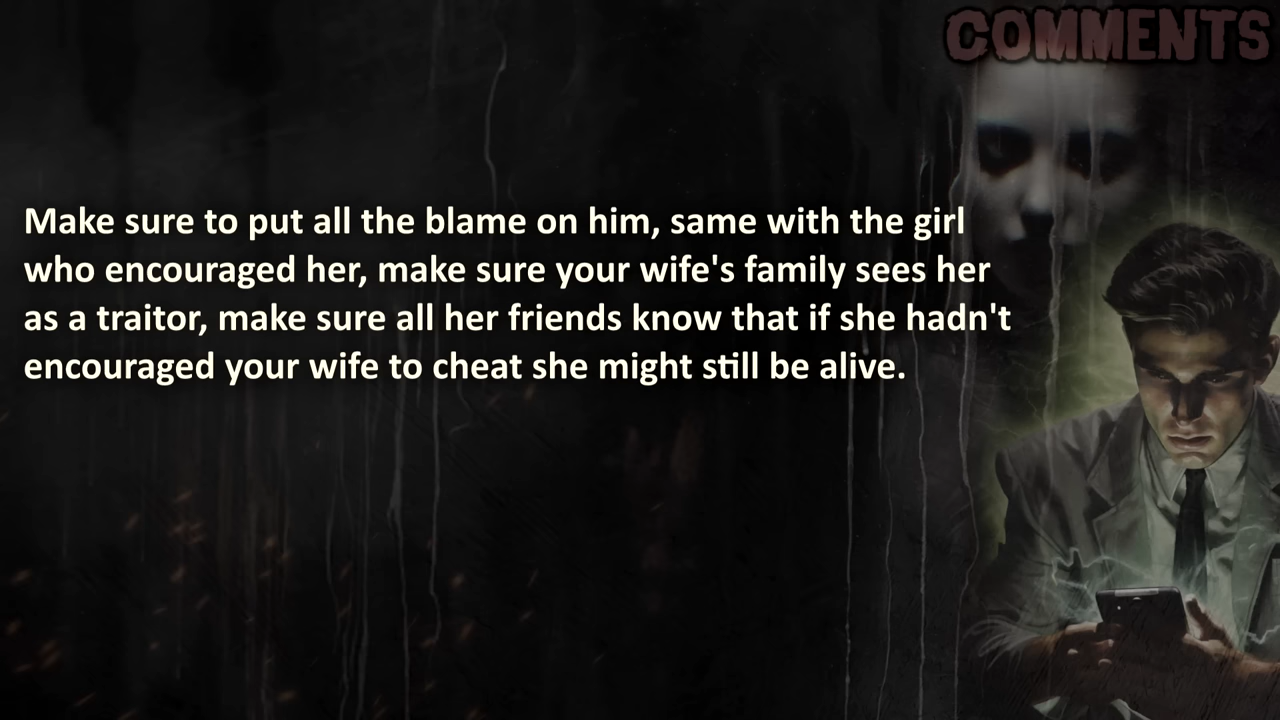 COMMENTS
Make sure to put all the blame on him, same with the girl
who encouraged her, make sure your wife's family sees her
as a traitor, make sure all her friends know that if she hadn't
encouraged your wife to cheat she might still be alive.